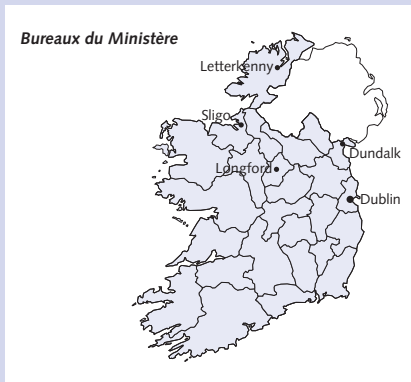 Bureaux du Ministère
Letterkenny
Sligo
Dundalk
Longford
Dublin